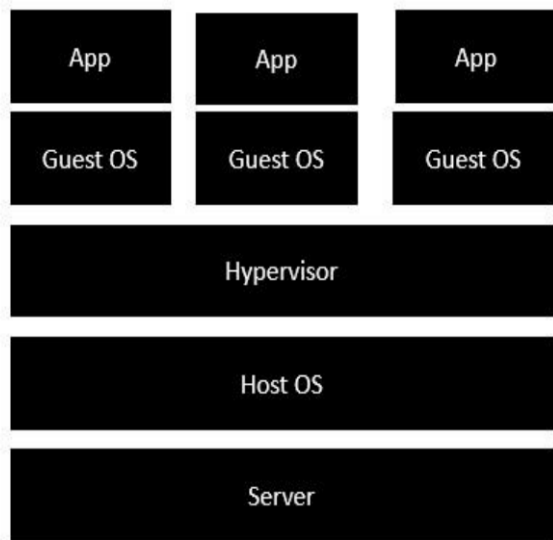 App
App
App
Guest OS
Guest OS
Guest OS
Hypervisor
Host OS
Server